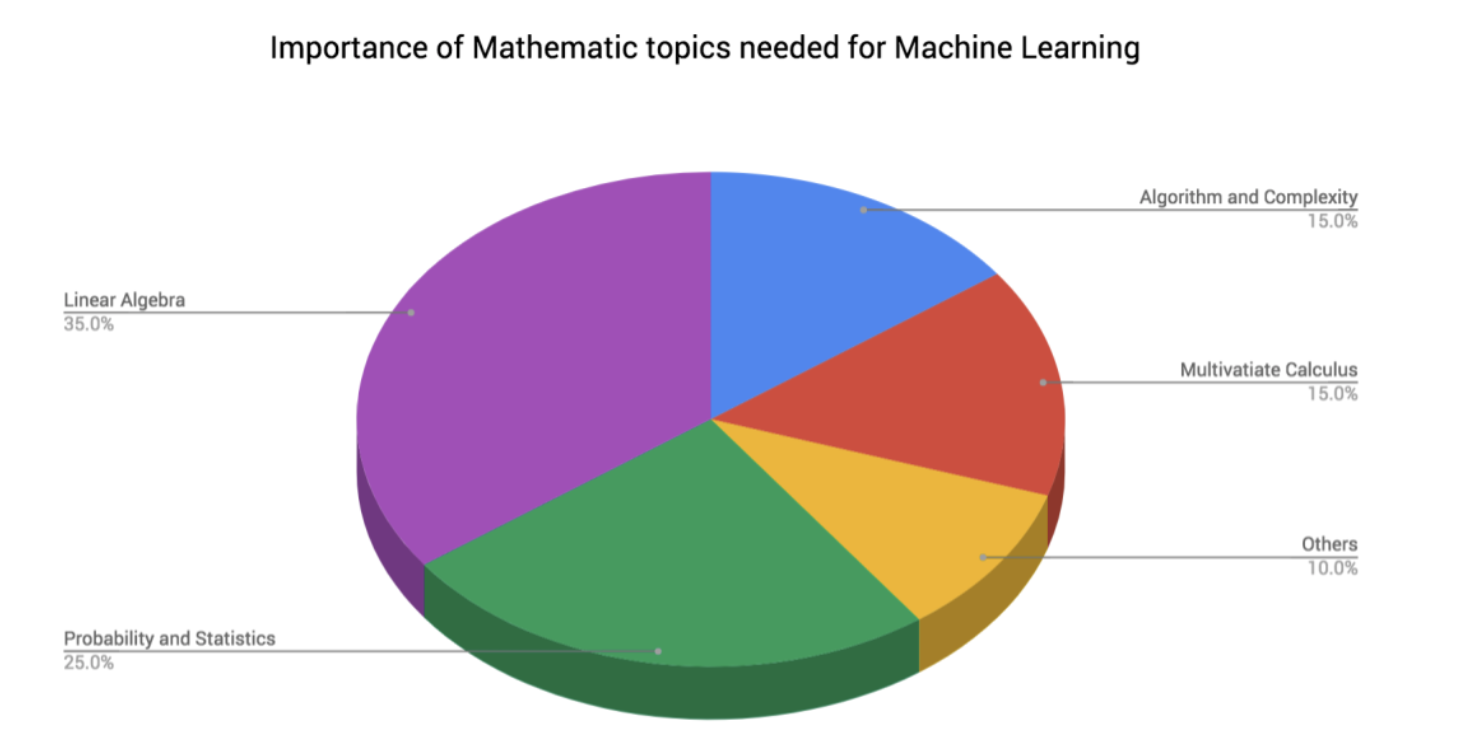 Importance of Mathematic topics needed for Machine Learning
Algorithm and Complexity
15.0%
Linear Algebra
35.0%
Multivatiate Calculus
15.0%
Others
10.0%
Probability and Statistics
25.0%